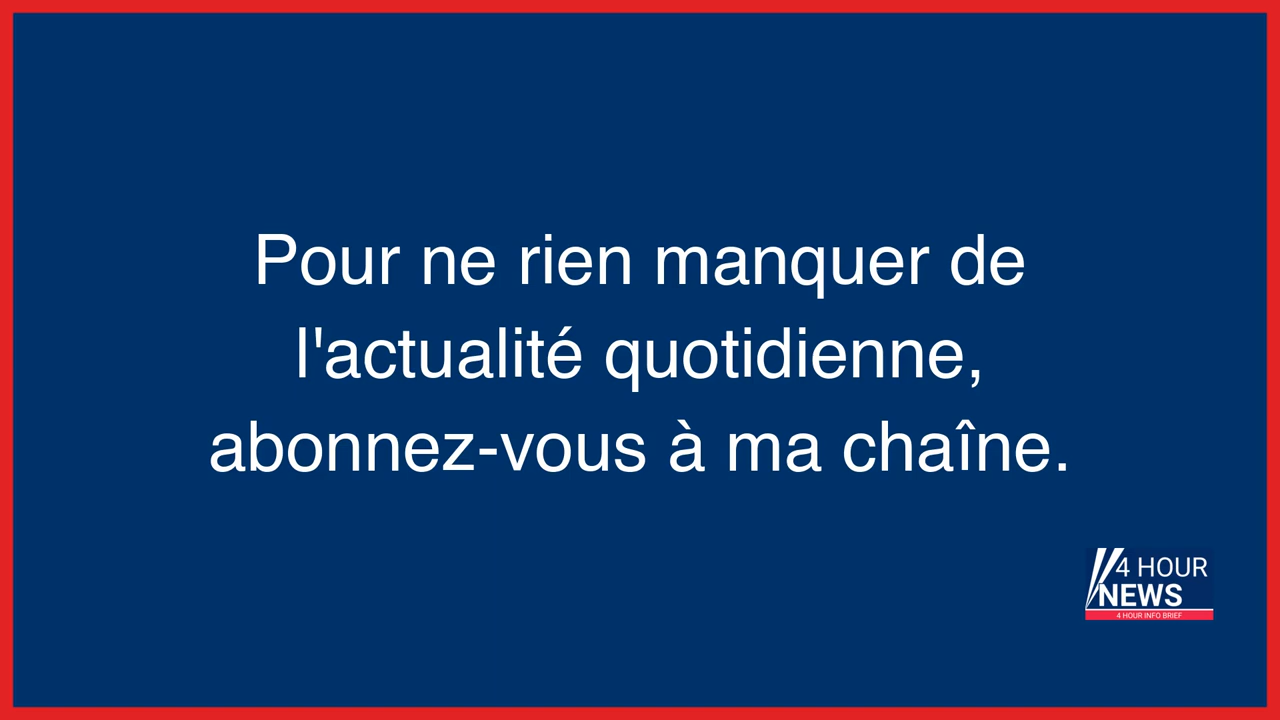 Pour ne rien manquer de
l'actualité quotidienne,
abonnez-vous à ma chaîne.
4 HOUR
NEWS
4 HOUR INFO BRIEF